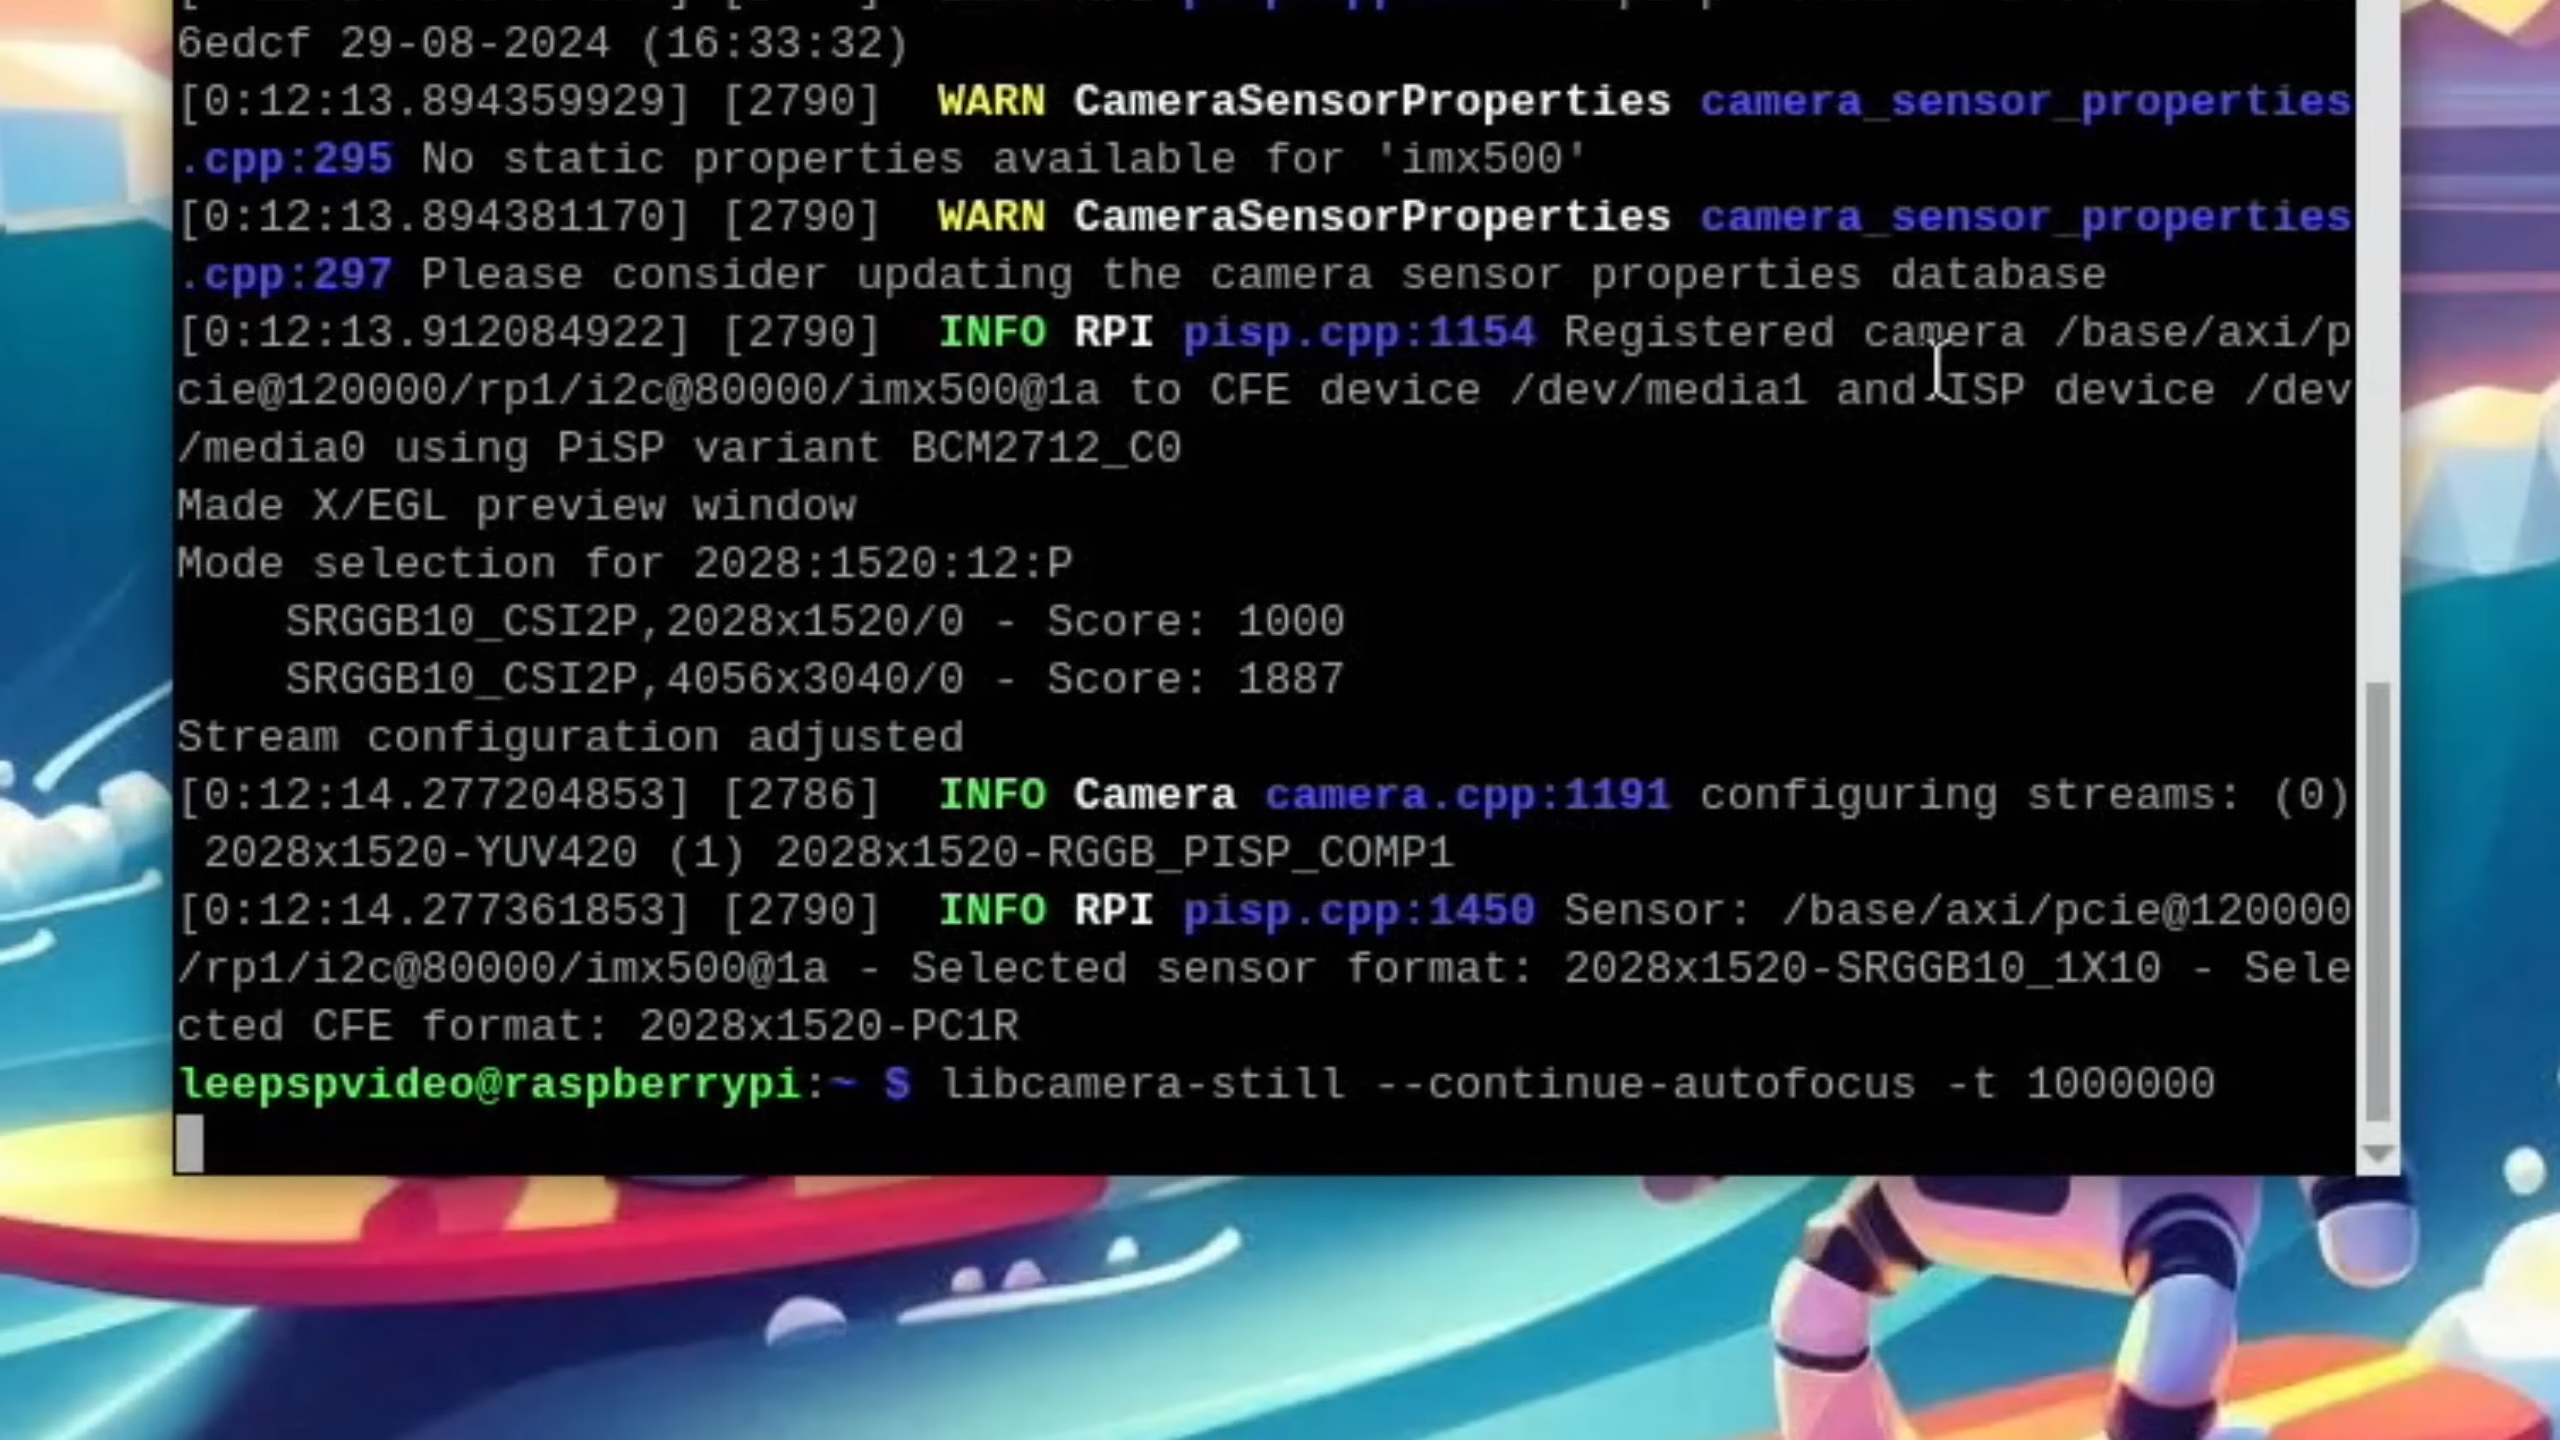 6edcf 29-08-2024 (16:33:32)
[0:12:13.894359929] [2790]  WARN CameraSensorProperties camera_sensor_properties
.cpp:295 No static properties available for 'imx500'
[0:12:13.894381170] [2790]  WARN CameraSensorProperties camera_sensor_properties
.cpp:297 Please consider updating the camera sensor properties database
[0:12:13.912084922] [2790]  INFO RPI pisp.cpp:1154 Registered camera /base/axi/p
cie@120000/rp1/i2c@80000/imx500@1a to CFE device /dev/media1 and ISP device /dev
/media0 using PiSP variant BCM2712_C0
Made X/EGL preview window
Mode selection for 2028:1520:12:P
    SRGGB10_CSI2P,2028x1520/0 - Score: 1000
    SRGGB10_CSI2P,4056x3040/0 - Score: 1887
Stream configuration adjusted
[0:12:14.277204853] [2786]  INFO Camera camera.cpp:1191 configuring streams: (0)
 2028x1520-YUV420 (1) 2028x1520-RGGB_PISP_COMP1
[0:12:14.277361853] [2790]  INFO RPI pisp.cpp:1450 Sensor: /base/axi/pcie@120000
/rp1/i2c@80000/imx500@1a - Selected sensor format: 2028x1520-SRGGB10_1X10 - Sele
cted CFE format: 2028x1520-PC1R
leepspvideo@raspberrypi:~ $ libcamera-still --continue-autofocus -t 1000000